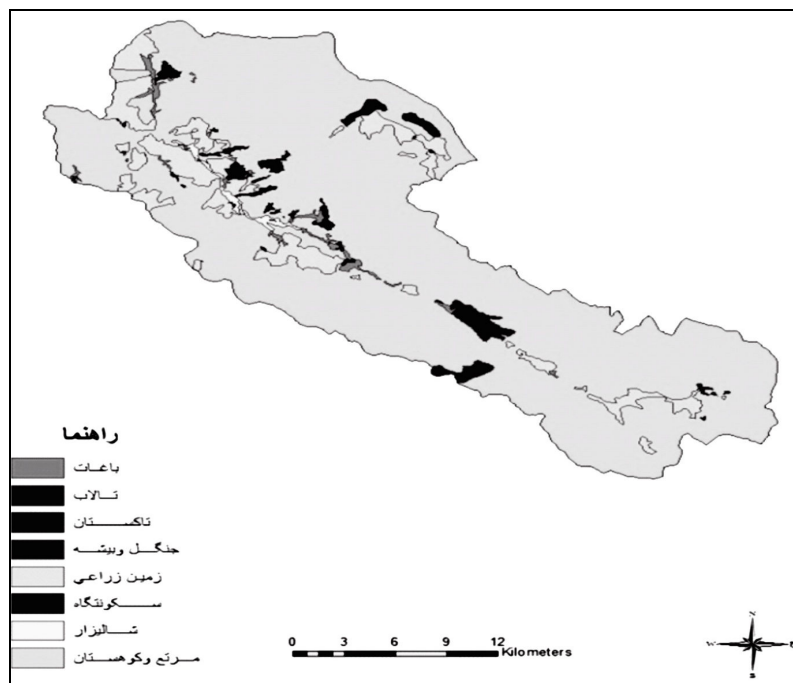 راهنما
باغات
تالاب
تاکستان
جنگل وبیشه
زمین زراعی
سکونتگاه
شالیزار
مرتع وکوهستان
0 3 6 9 12
Kilometers
N
W E
S